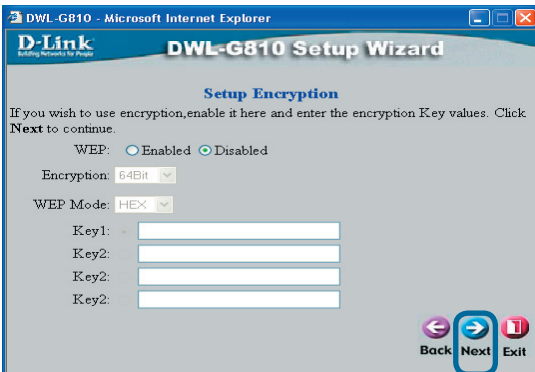 DWL-G810 - Microsoft Internet Explorer
D-Link
Building Networks for People
DWL-G810 Setup Wizard
Setup Encryption
If you wish to use encryption,enable it here and enter the encryption Key values. Click
Next to continue.
WEP: Enabled Disabled
Encryption: 64Bit
WEP Mode: HEX
Key1:
Key2:
Key2:
Key2:
Back Next Exit